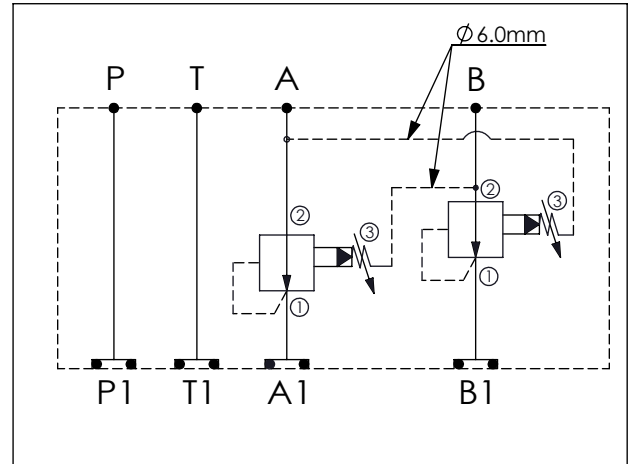 Ø6.0mm
P T A B
② ③
② ③
①
①
P1 T1 A1 B1